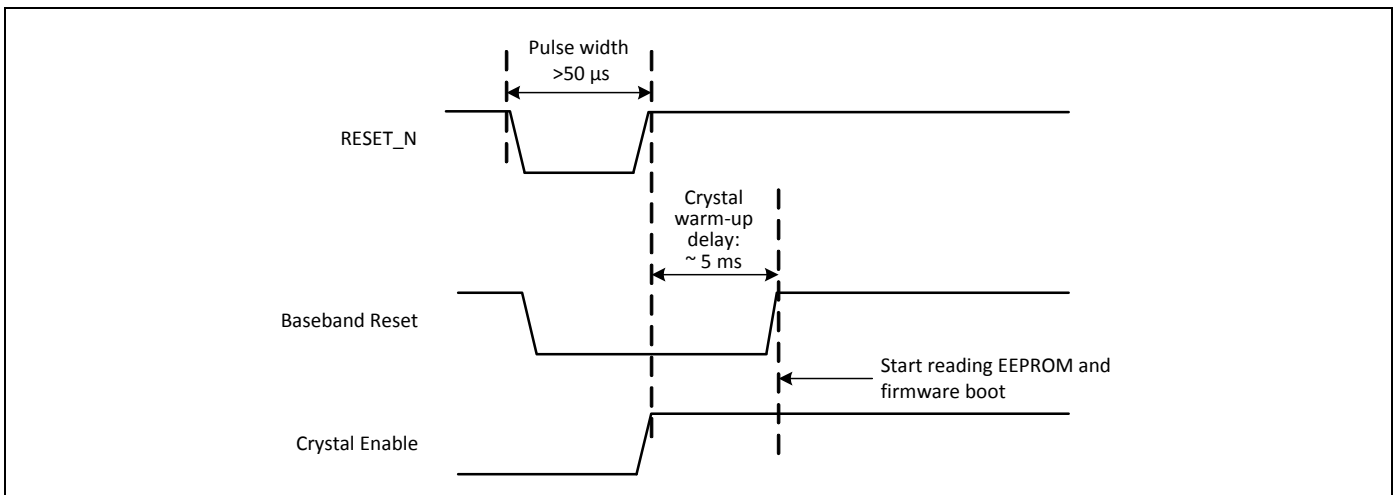 Pulse width
>50 µs
RESET_N
Crystal
warm-up
delay:
~ 5 ms
Baseband Reset
Start reading EEPROM and
firmware boot
Crystal Enable